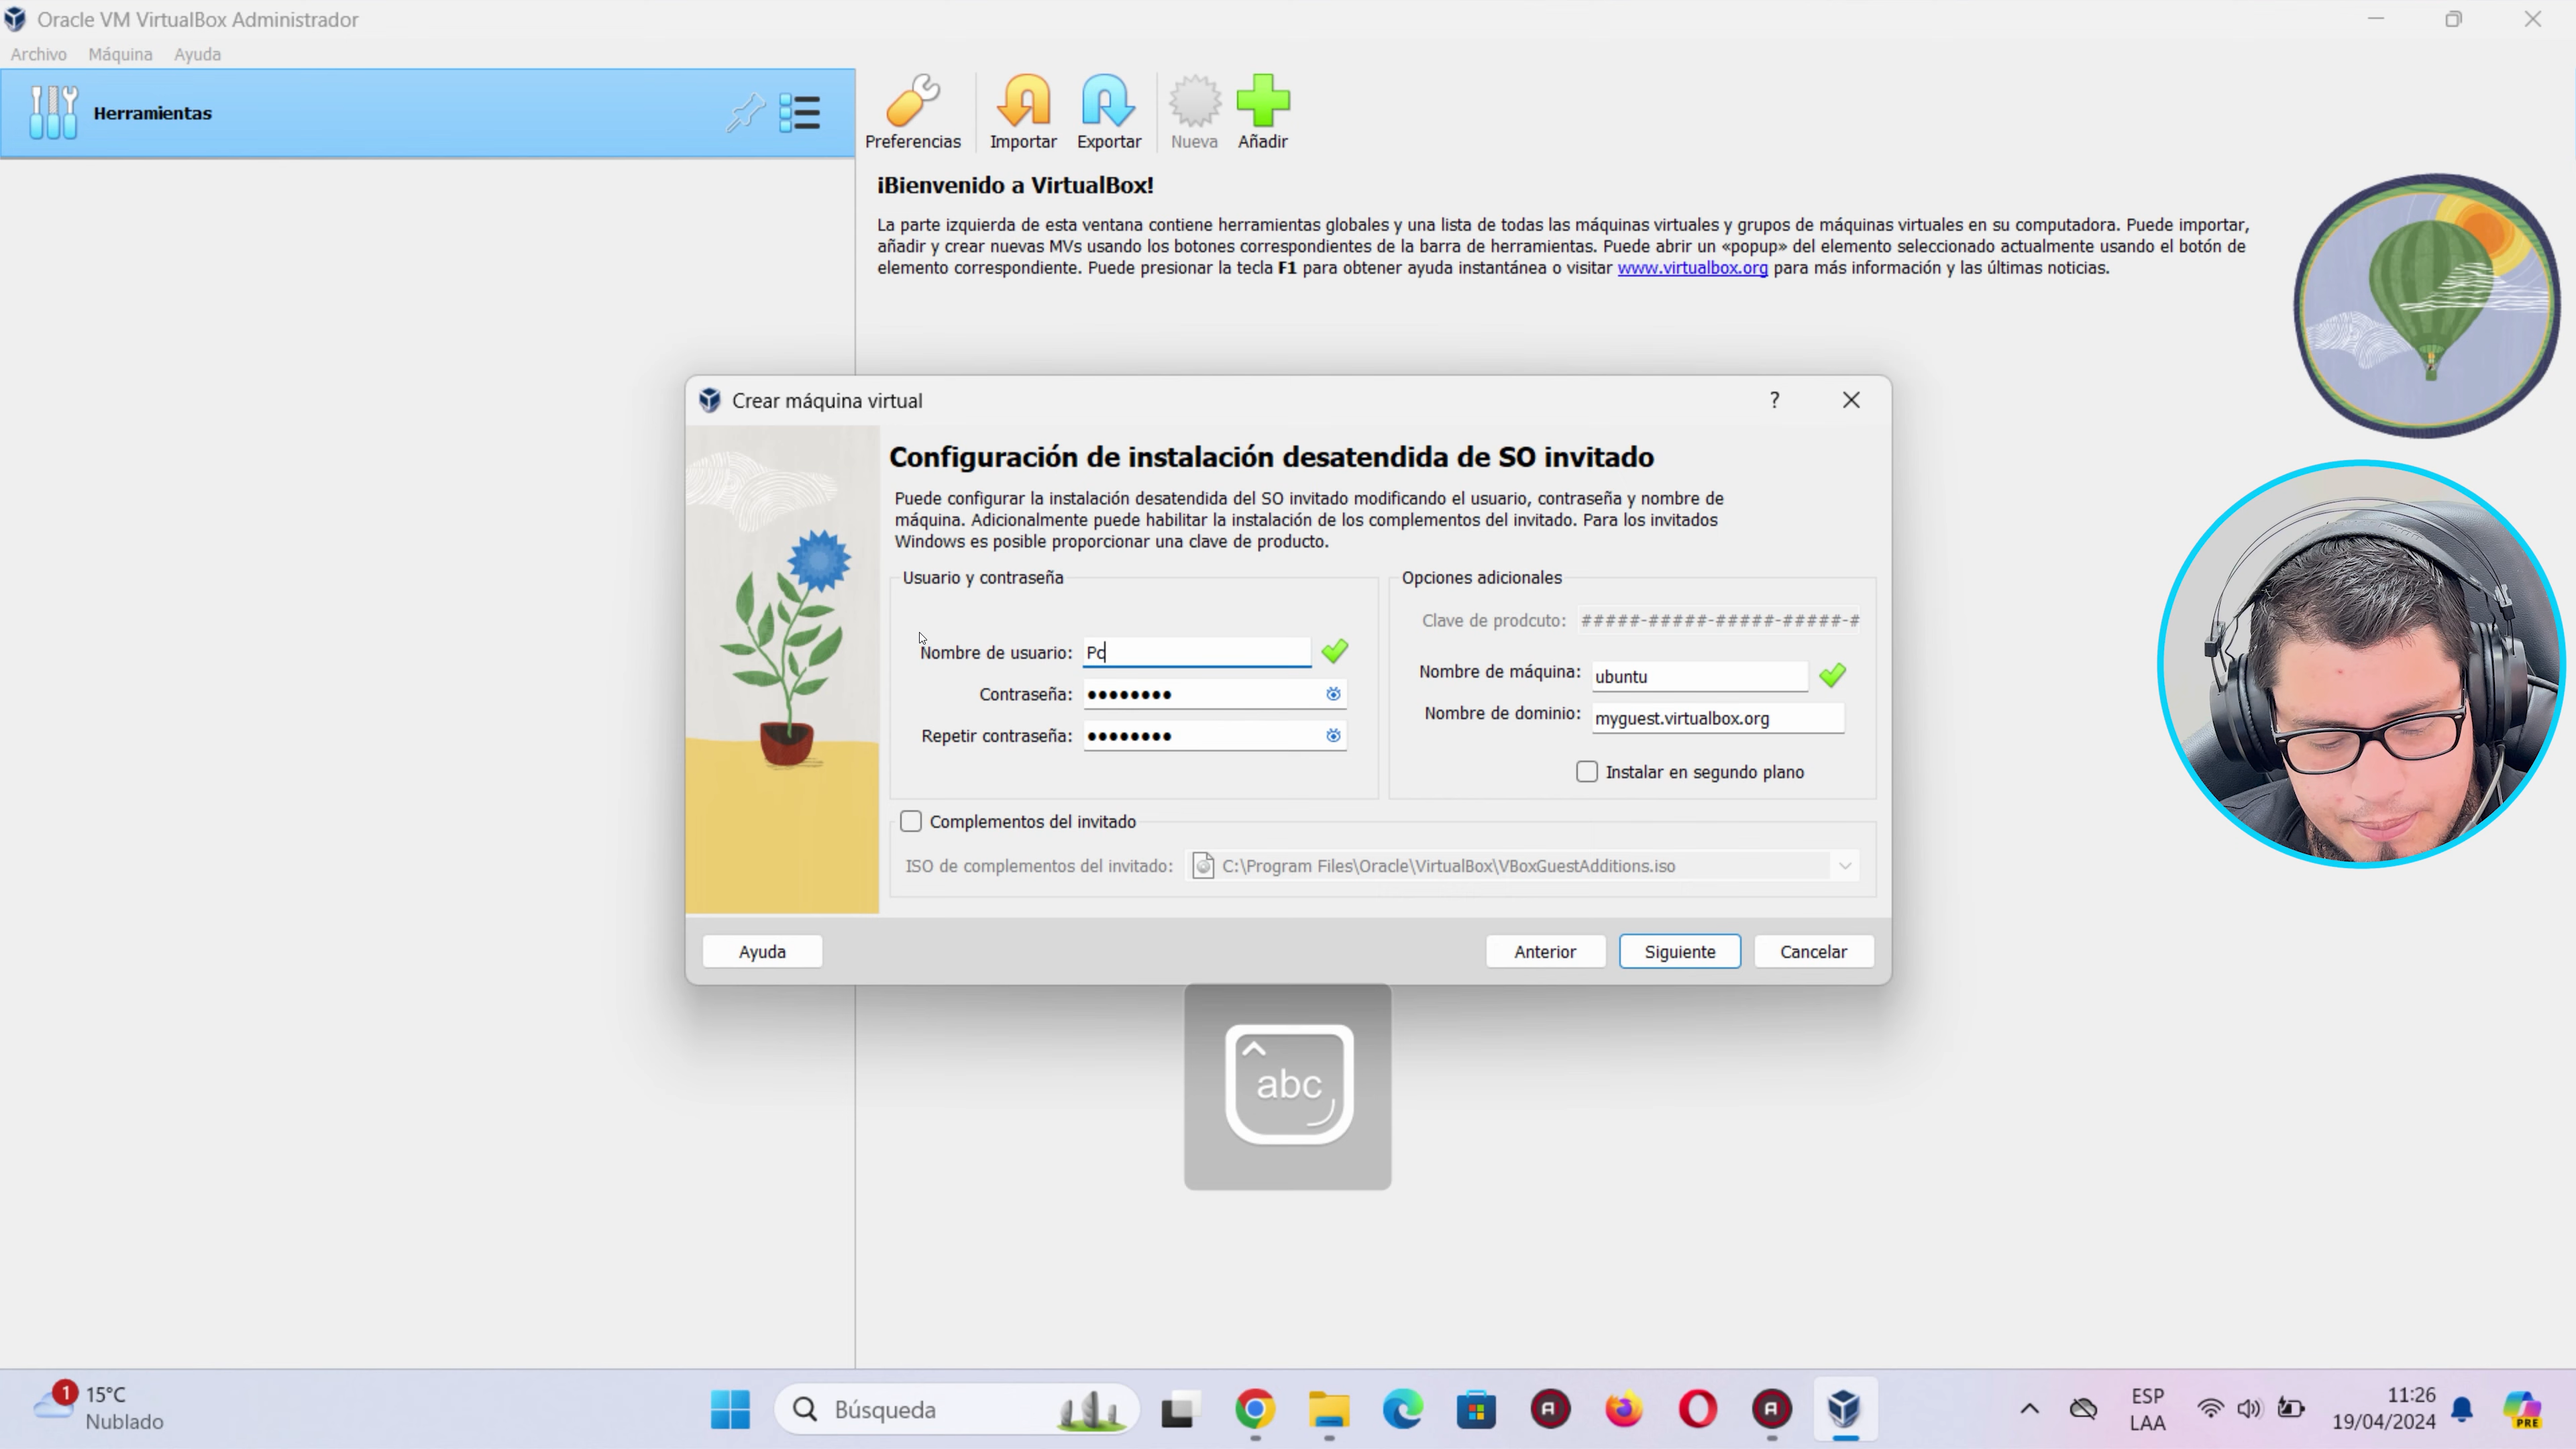 Oracle VM VirtualBox Administrador
Archivo Máquina Ayuda
Herramientas
Preferencias Importar Exportar Nueva Añadir
¡Bienvenido a VirtualBox!
La parte izquierda de esta ventana contiene herramientas globales y una lista de todas las máquinas virtuales y grupos de máquinas virtuales en su computadora. Puede importar,
añadir y crear nuevas MVs usando los botones correspondientes de la barra de herramientas. Puede abrir un «popup» del elemento seleccionado actualmente usando el botón de
elemento correspondiente. Puede presionar la tecla F1 para obtener ayuda instantánea o visitar www.virtualbox.org para más información y las últimas noticias.
Crear máquina virtual
?
Configuración de instalación desatendida de SO invitado
Puede configurar la instalación desatendida del SO invitado modificando el usuario, contraseña y nombre de
máquina. Adicionalmente puede habilitar la instalación de los complementos del invitado. Para los invitados
Windows es posible proporcionar una clave de producto.
Usuario y contraseña
Nombre de usuario: Pc
Contraseña: ●●●●●●●●
Repetir contraseña: ●●●●●●●●
Opciones adicionales
Clave de prodcuto: #####-#####-#####-#####-#
Nombre de máquina: ubuntu
Nombre de dominio: myguest.virtualbox.org
Instalar en segundo plano
Complementos del invitado
ISO de complementos del invitado: C:\Program Files\Oracle\VirtualBox\VBoxGuestAdditions.iso
Ayuda Anterior Siguiente Cancelar
abc
1 15°C
Nublado
Búsqueda
ESP
LAA
11:26
19/04/2024
PRE